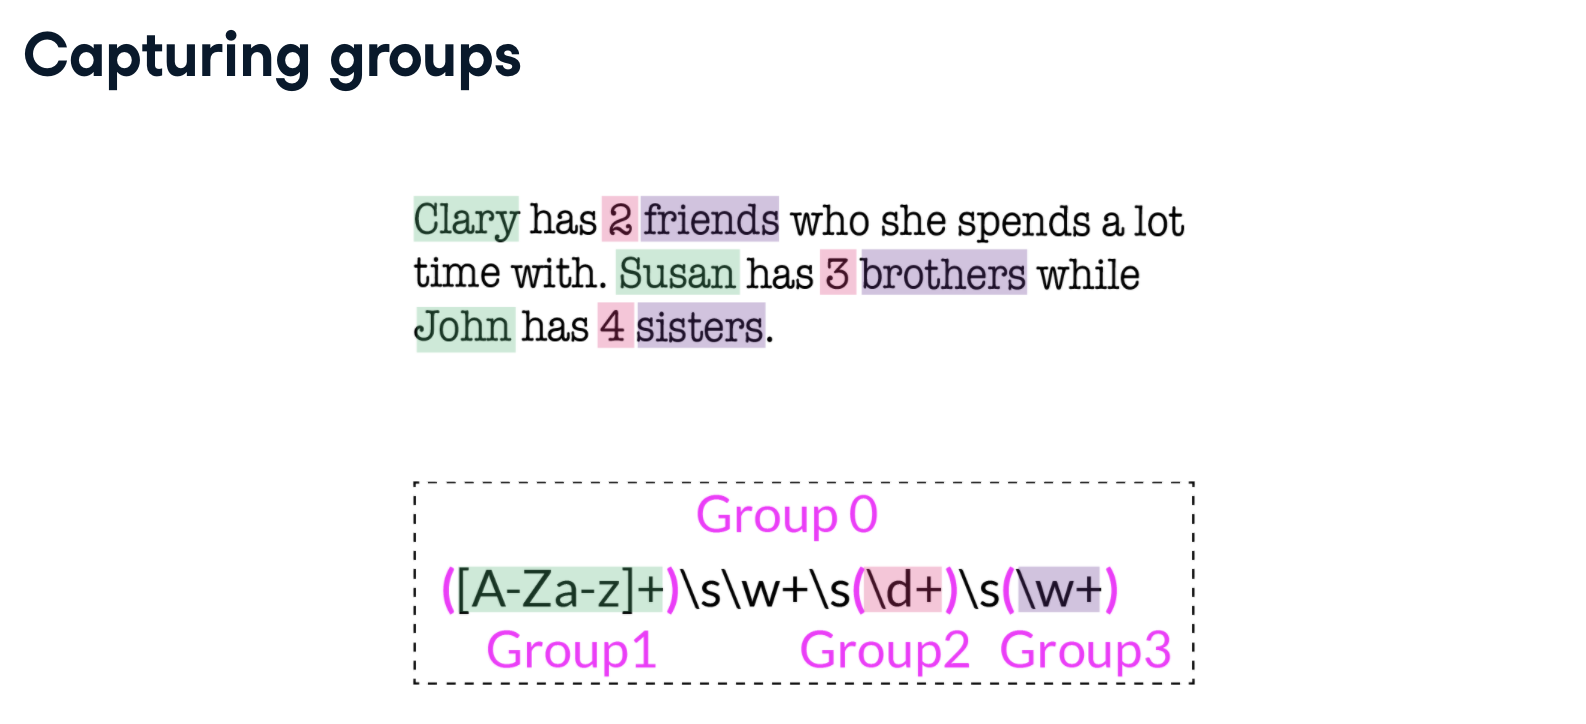 Capturing groups
Clary has 2 friends who she spends a lot
time with. Susan has 3 brothers while
John has 4 sisters.
Group 0
([A-Za-z]+)\s\w+\s(\d+)\s(\w+)
Group1 Group2 Group3